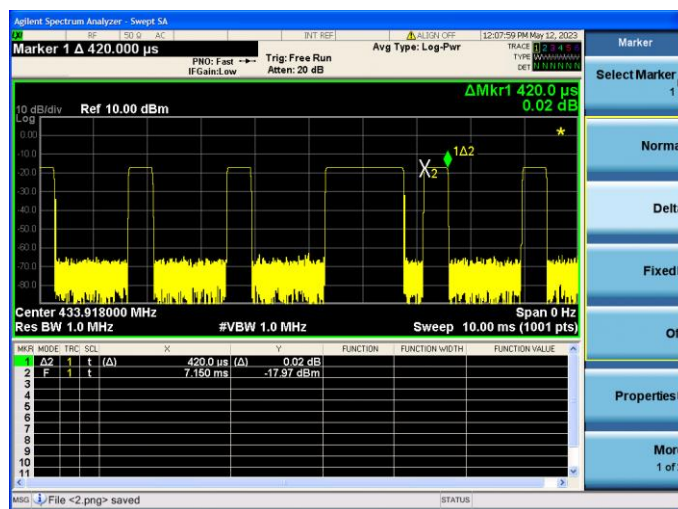 Agilent Spectrum Analyzer - Swept SA
RF 50 Ω AC INT REF ALIGN OFF 12:07:59 PM May 12, 2023
Marker 1 Δ 420.000 µs
PNO: Fast
IFGain:Low
Trig: Free Run
Atten: 20 dB
Avg Type: Log-Pwr
TRACE 1 2 3 4 5 6
TYPE
DET N N N N N N
ΔMkr1 420.0 µs
0.02 dB
10 dB/div Ref 10.00 dBm
Log
0.00
-10.0
-20.0
-30.0
-40.0
-50.0
-60.0
-70.0
-80.0
X2
1Δ2
Center 433.918000 MHz Span 0 Hz
Res BW 1.0 MHz #VBW 1.0 MHz Sweep 10.00 ms (1001 pts)
MKR MODE TRC SCL X Y FUNCTION FUNCTION WIDTH FUNCTION VALUE
1 Δ2 1 t (Δ) 420.0 µs (Δ) 0.02 dB
2 F 1 t 7.150 ms -17.97 dBm
3
4
5
6
7
8
9
10
11
MSG File <2.png> saved STATUS
Marker
Select Marker
1
Norma
Delt
Fixed
Of
Properties
Mor
1 of